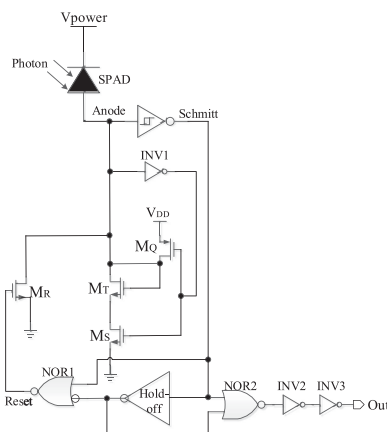 Vpower
Photon
SPAD
Anode
Schmitt
INV1
VDD
MQ
MR
MT
MS
NOR1
Hold-
off
NOR2
INV2
INV3
Reset
Out